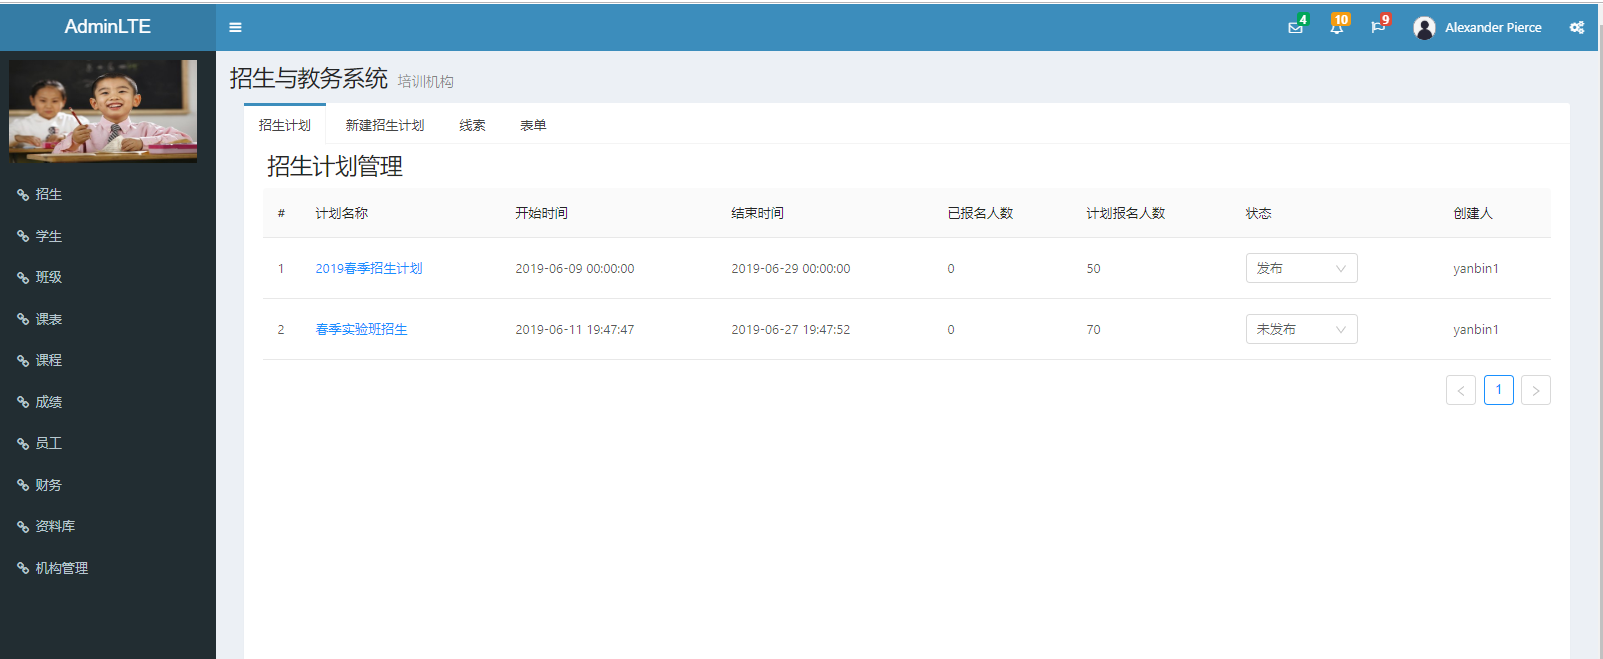 AdminLTE
4
10
9
Alexander Pierce
招生与教务系统 培训机构
招生
学生
班级
课表
课程
成绩
员工
财务
资料库
机构管理
招生计划 新建招生计划 线索 表单
招生计划管理
# 计划名称 开始时间 结束时间 已报名人数 计划报名人数 状态 创建人
1 2019春季招生计划 2019-06-09 00:00:00 2019-06-29 00:00:00 0 50 发布 yanbin1
2 春季实验班招生 2019-06-11 19:47:47 2019-06-27 19:47:52 0 70 未发布 yanbin1
< 1 >